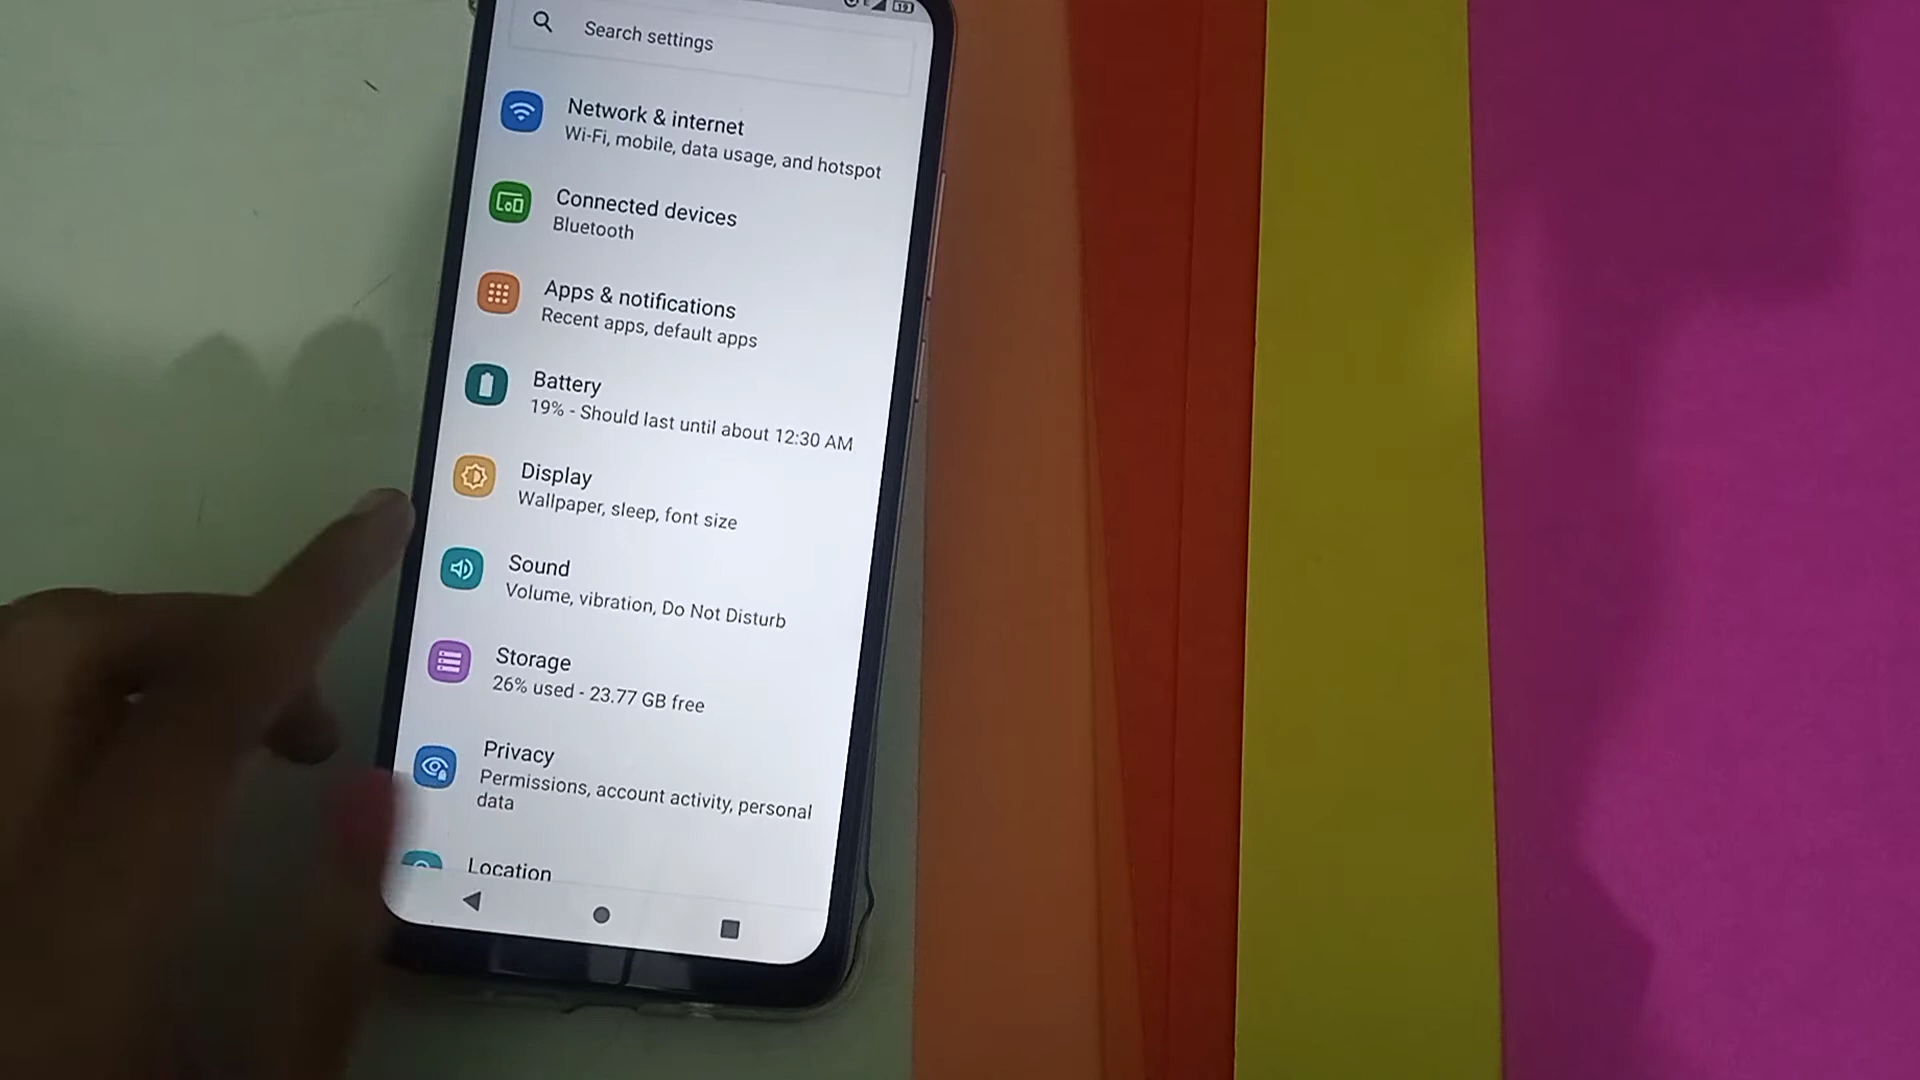 19
Search settings
Network & internet
Wi-Fi, mobile, data usage, and hotspot
Connected devices
Bluetooth
Apps & notifications
Recent apps, default apps
Battery
19% - Should last until about 12:30 AM
Display
Wallpaper, sleep, font size
Sound
Volume, vibration, Do Not Disturb
Storage
26% used - 23.77 GB free
Privacy
Permissions, account activity, personal
data
Location